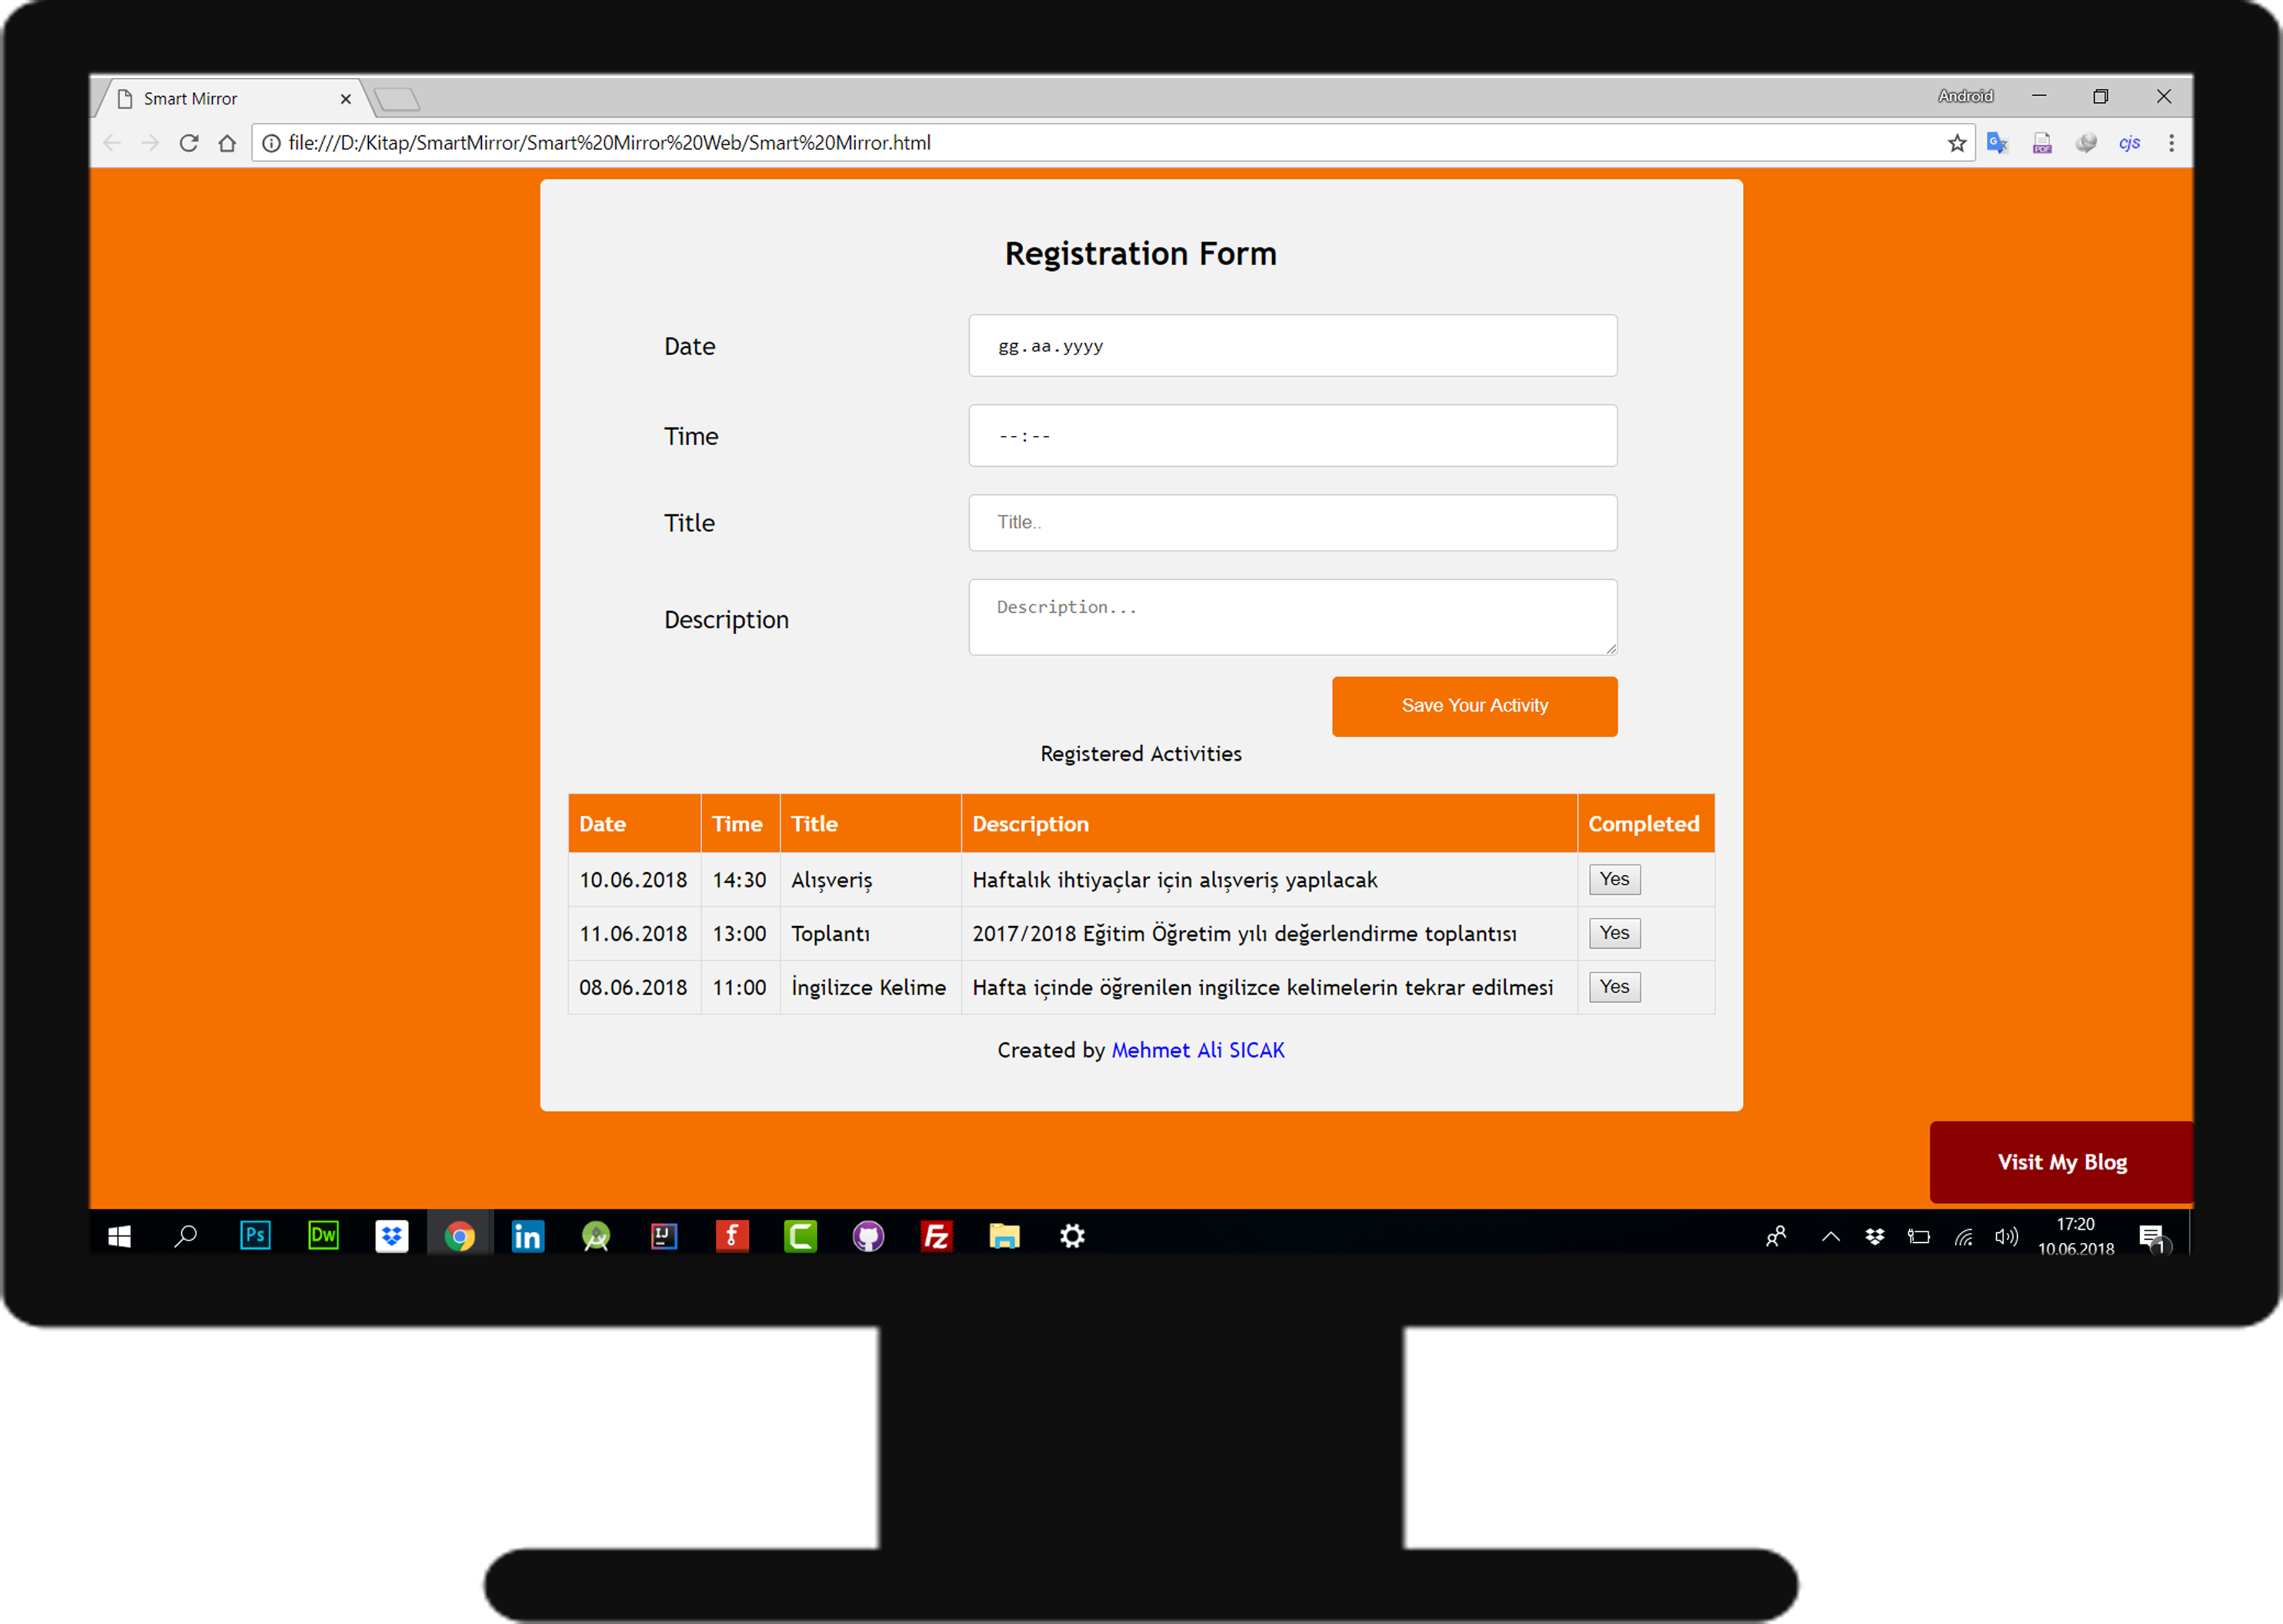 Smart Mirror
Android
file:///D:/Kitap/SmartMirror/Smart%20Mirror%20Web/Smart%20Mirror.html
cjs
Registration Form
Date gg.aa.yyyy
Time --:--
Title Title..
Description Description...
Save Your Activity
Registered Activities
Date Time Title Description Completed
10.06.2018 14:30 Alışveriş Haftalık ihtiyaçlar için alışveriş yapılacak Yes
11.06.2018 13:00 Toplantı 2017/2018 Eğitim Öğretim yılı değerlendirme toplantısı Yes
08.06.2018 11:00 İngilizce Kelime Hafta içinde öğrenilen ingilizce kelimelerin tekrar edilmesi Yes
Created by Mehmet Ali SICAK
Visit My Blog
Ps Dw in IJ f C Fz
17:20
10.06.2018
1